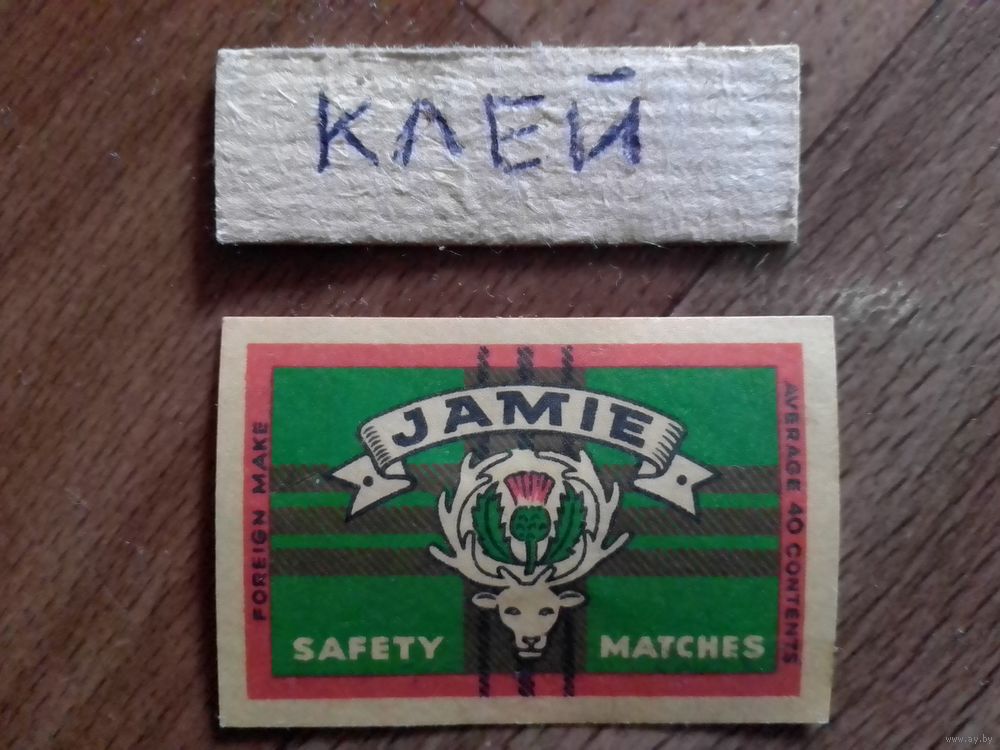 КЛЕЙ
JAMIE
FOREIGN MAKE
AVERAGE 40 CONTENTS
SAFETY MATCHES
www.ay.by